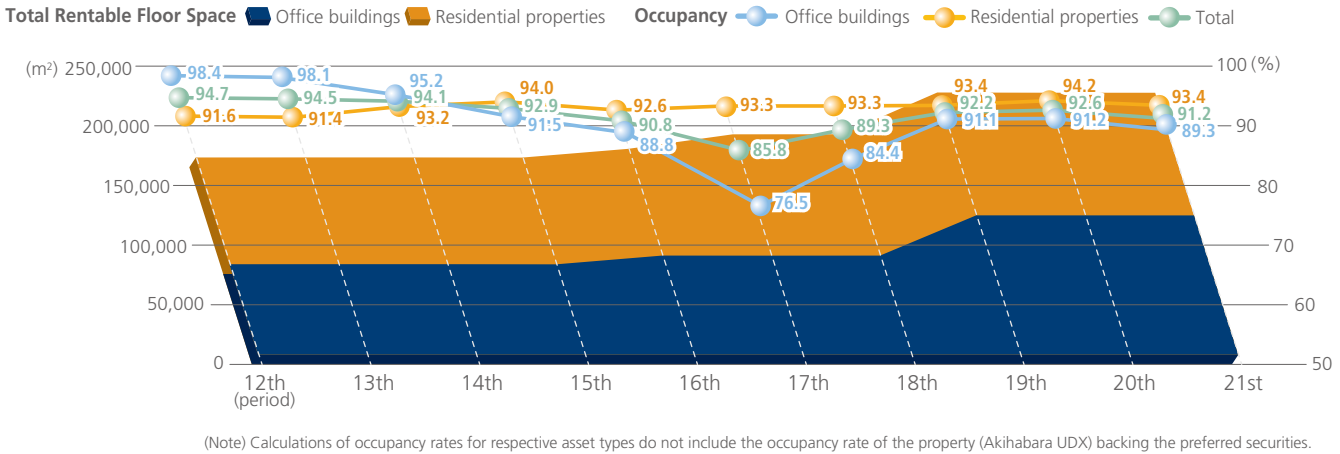 Total Rentable Floor Space Office buildings Residential properties Occupancy Office buildings Residential properties Total
(m²) 250,000 100 (%)
98.4 98.1 95.2 94.0 92.6 93.3 93.3 93.4 94.2 93.4
94.7 94.5 94.1 92.9 90.8 85.8 89.3 92.2 92.6 91.2
91.6 91.4 93.2 91.5 88.8 76.5 84.4 91.1 91.2 89.3
200,000 90
150,000 80
100,000 70
50,000 60
0 50
12th 13th 14th 15th 16th 17th 18th 19th 20th 21st
(period)
(Note) Calculations of occupancy rates for respective asset types do not include the occupancy rate of the property (Akihabara UDX) backing the preferred securities.